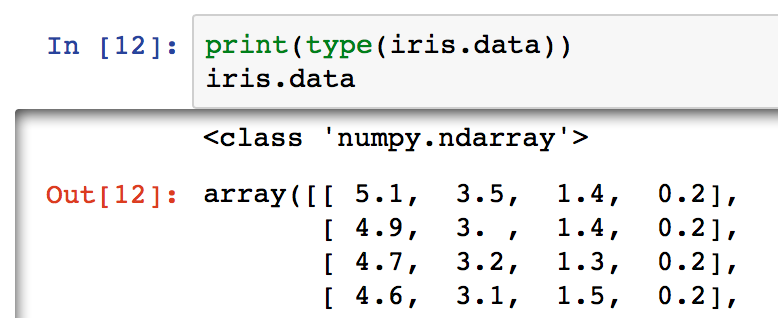 In [12]: print(type(iris.data))
iris.data
<class 'numpy.ndarray'>
Out[12]: array([[ 5.1,  3.5,  1.4,  0.2],
       [ 4.9,  3. ,  1.4,  0.2],
       [ 4.7,  3.2,  1.3,  0.2],
       [ 4.6,  3.1,  1.5,  0.2],